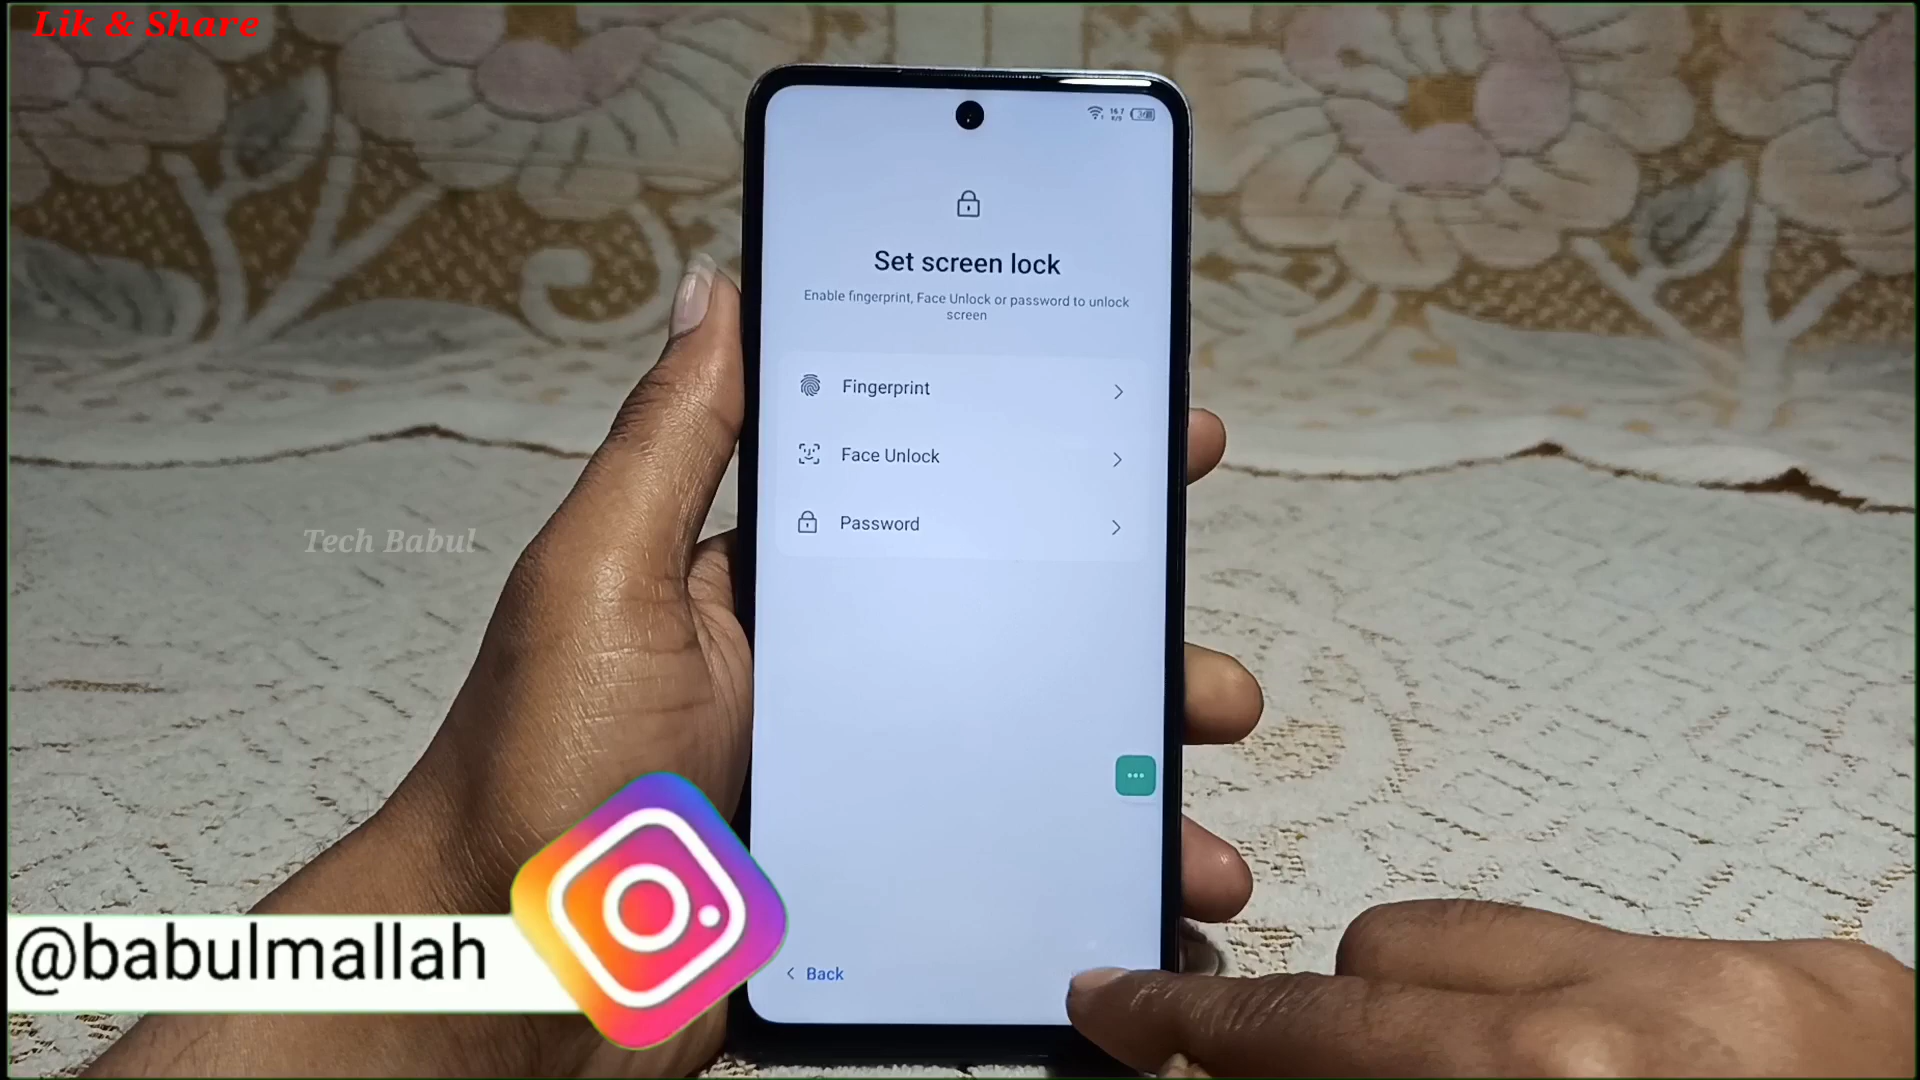 Lik & Share
Set screen lock
Enable fingerprint, Face Unlock or password to unlock
screen
Fingerprint
Face Unlock
Password
Tech Babul
@babulmallah
Back